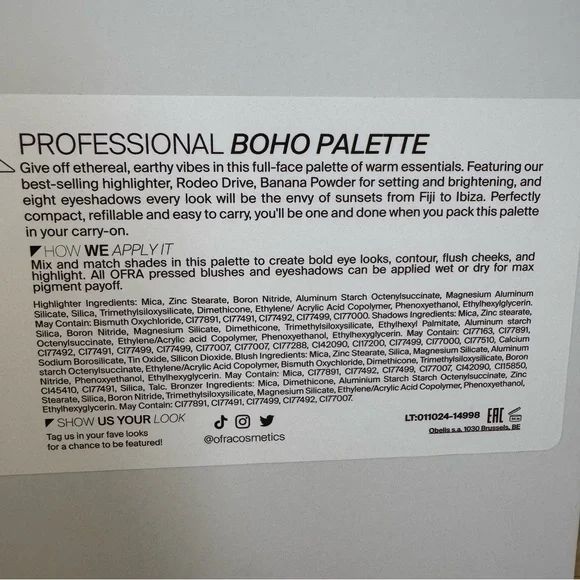 PROFESSIONAL BOHO PALETTE
Give off ethereal, earthy vibes in this full-face palette of warm essentials. Featuring our
best-selling highlighter, Rodeo Drive, Banana Powder for setting and brightening, and
eight eyeshadows every look will be the envy of sunsets from Fiji to Ibiza. Perfectly
compact, refillable and easy to carry, you'll be one and done when you pack this palette
in your carry-on.
HOW WE APPLY IT
Mix and match shades in this palette to create bold eye looks, contour, flush cheeks, and
highlight. All OFRA pressed blushes and eyeshadows can be applied wet or dry for max
pigment payoff.
Highlighter Ingredients: Mica, Zinc Stearate, Boron Nitride, Aluminum Starch Octenylsuccinate, Magnesium Aluminum
Silicate, Silica, Trimethylsiloxysilicate, Dimethicone, Ethylene/ Acrylic Acid Copolymer, Phenoxyethanol, Ethylhexylglycerin.
May Contain: Bismuth Oxychloride, CI77891, CI77491, CI77492, CI77499, CI77000. Shadows Ingredients: Mica, Zinc stearate,
Silica, Boron Nitride, Magnesium Silicate, Dimethicone, Trimethylsiloxysilicate, Ethylhexyl Palmitate, Aluminum starch
Octenylsuccinate, Ethylene/Acrylic acid Copolymer, Phenoxyethanol, Ethylhexylglycerin. May Contain: CI77163, CI77891,
CI77492, CI77491, CI77499, CI77007, CI77288, CI42090, CI17200, CI77499, CI77000, CI77510, Calcium
Sodium Borosilicate, Tin Oxide, Silicon Dioxide. Blush Ingredients: Mica, Zinc Stearate, Silica, Magnesium Silicate, Aluminum
starch Octenylsuccinate, Ethylene/Acrylic Acid Copolymer, Bismuth Oxychloride, Dimethicone, Trimethylsiloxysilicate, Boron
Nitride, Phenoxyethanol, Ethylhexylglycerin. May Contain: Mica, CI77891, CI77492, CI77499, CI77007, CI42090, CI15850,
CI45410, CI77491, Silica, Talc. Bronzer Ingredients: Mica, Dimethicone, Aluminium Starch Starch Octenylsuccinate, Zinc
Stearate, Silica, Boron Nitride, Trimethylsiloxysilicate, Magnesium Silicate, Ethylene/Acrylic Acid Copolymer, Phenoxyethanol,
Ethylhexylglycerin. May Contain: CI77891, CI77491, CI77499, CI77492, CI77007.
SHOW US YOUR LOOK
Tag us in your fave looks
for a chance to be featured!
@ofracosmetics
LT:011024-14998 EAC
Obelis s.a. 1030 Brussels, BE